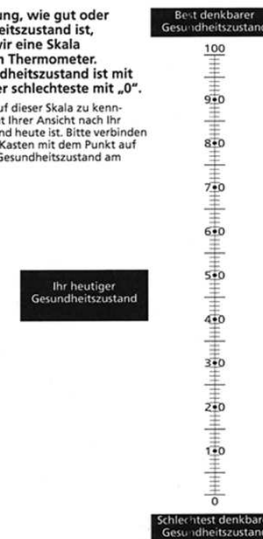 ung, wie gut oder
eitszustand ist,
wir eine Skala
n Thermometer.
dheitszustand ist mit
er schlechteste mit „0“.
uf dieser Skala zu kenn-
t Ihrer Ansicht nach Ihr
nd heute ist. Bitte verbinden
Kasten mit dem Punkt auf
Gesundheitszustand am
Ihr heutiger
Gesundheitszustand
Best denkbarer
Gesundheitszustand
100
90
80
70
60
50
40
30
20
10
0
Schlechtest denkbarer
Gesundheitszustand